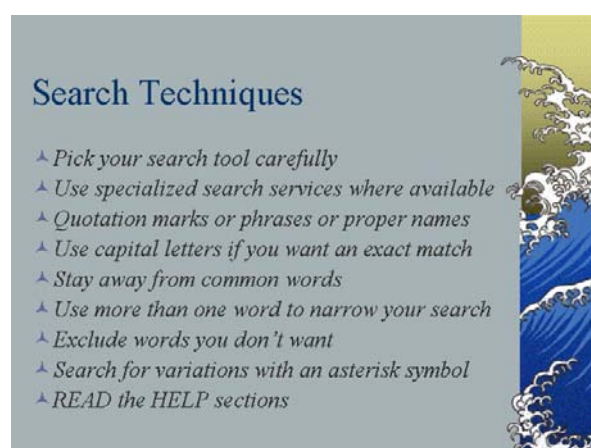 Search Techniques
Pick your search tool carefully
Use specialized search services where available
Quotation marks or phrases or proper names
Use capital letters if you want an exact match
Stay away from common words
Use more than one word to narrow your search
Exclude words you don't want
Search for variations with an asterisk symbol
READ the HELP sections